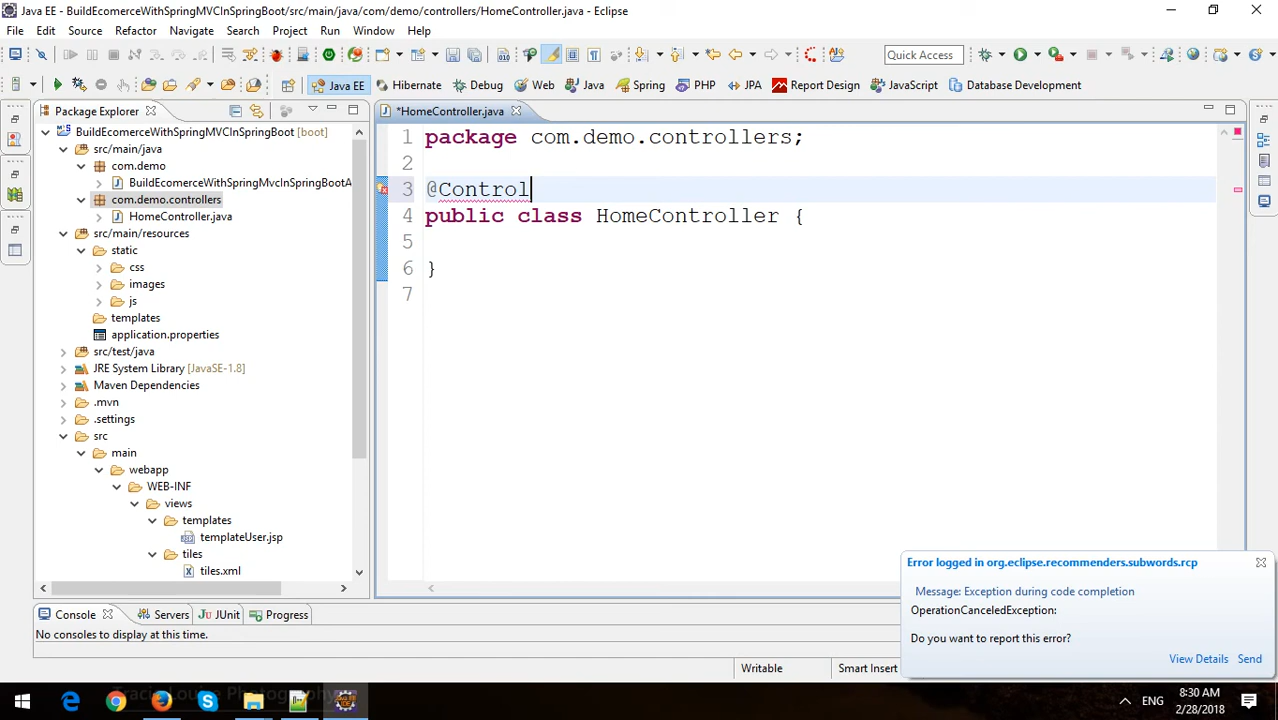 Java EE - BuildEcomerceWithSpringMVCInSpringBoot/src/main/java/com/demo/controllers/HomeController.java - Eclipse
File Edit Source Refactor Navigate Search Project Run Window Help
Quick Access
Java EE Hibernate Debug Web Java Spring PHP JPA Report Design JavaScript Database Development
Package Explorer
*HomeController.java
BuildEcomerceWithSpringMVCInSpringBoot [boot]
src/main/java
com.demo
BuildEcomerceWithSpringMvcInSpringBootA
com.demo.controllers
HomeController.java
src/main/resources
static
css
images
js
templates
application.properties
src/test/java
JRE System Library [JavaSE-1.8]
Maven Dependencies
.mvn
.settings
src
main
webapp
WEB-INF
views
templates
templateUser.jsp
tiles
tiles.xml
1 package com.demo.controllers;
2
3 @Control
4 public class HomeController {
5
6 }
7
Error logged in org.eclipse.recommenders.subwords.rcp
Message: Exception during code completion
OperationCanceledException:
Do you want to report this error?
View Details Send
Console Servers JUnit Progress
No consoles to display at this time.
Writable Smart Insert
Tracie Louise Photography
ENG
8:30 AM
2/28/2018